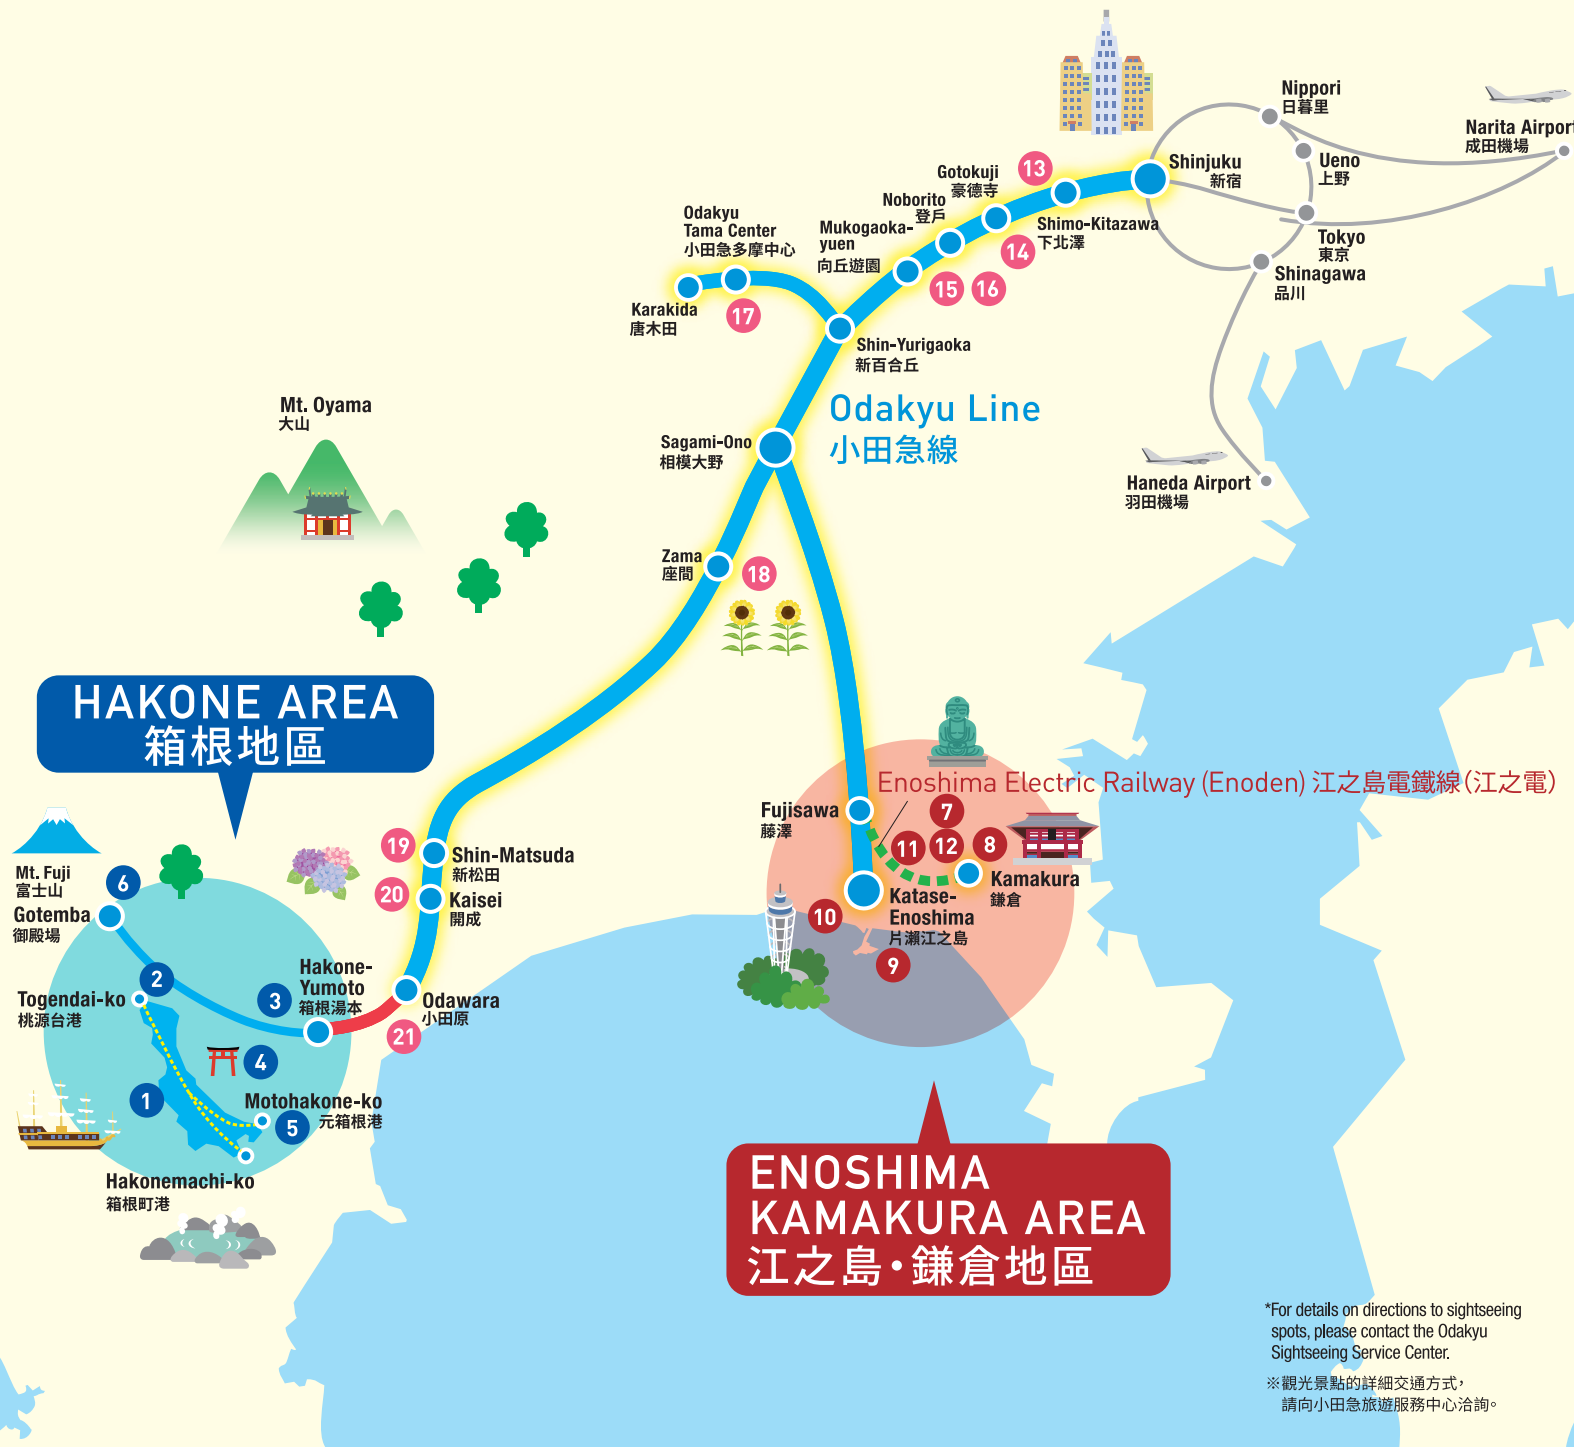 Nippori
日暮里
Narita Airport
成田機場
Ueno
上野
Shinjuku
新宿
Tokyo
東京
Shinagawa
品川
Haneda Airport
羽田機場
13
Gotokuji
豪德寺
Shimo-Kitazawa
下北澤
14
Noborito
登戶
Mukogaoka-
yuen
向丘遊園
15
16
Odakyu
Tama Center
小田急多摩中心
17
Karakida
唐木田
Shin-Yurigaoka
新百合丘
Odakyu Line
小田急線
Sagami-Ono
相模大野
Mt. Oyama
大山
Zama
座間
18
HAKONE AREA
箱根地區
Enoshima Electric Railway (Enoden) 江之島電鐵線(江之電)
Fujisawa
藤澤
7
11
12
8
Kamakura
鎌倉
Katase-
Enoshima
片瀨江之島
10
9
19
Shin-Matsuda
新松田
20
Kaisei
開成
Mt. Fuji
富士山
6
Gotemba
御殿場
2
Togendai-ko
桃源台港
3
Hakone-
Yumoto
箱根湯本
Odawara
小田原
21
4
1
Motohakone-ko
元箱根港
5
Hakonemachi-ko
箱根町港
ENOSHIMA
KAMAKURA AREA
江之島・鎌倉地區
*For details on directions to sightseeing
spots, please contact the Odakyu
Sightseeing Service Center.
※觀光景點的詳細交通方式，
請向小田急旅遊服務中心洽詢。